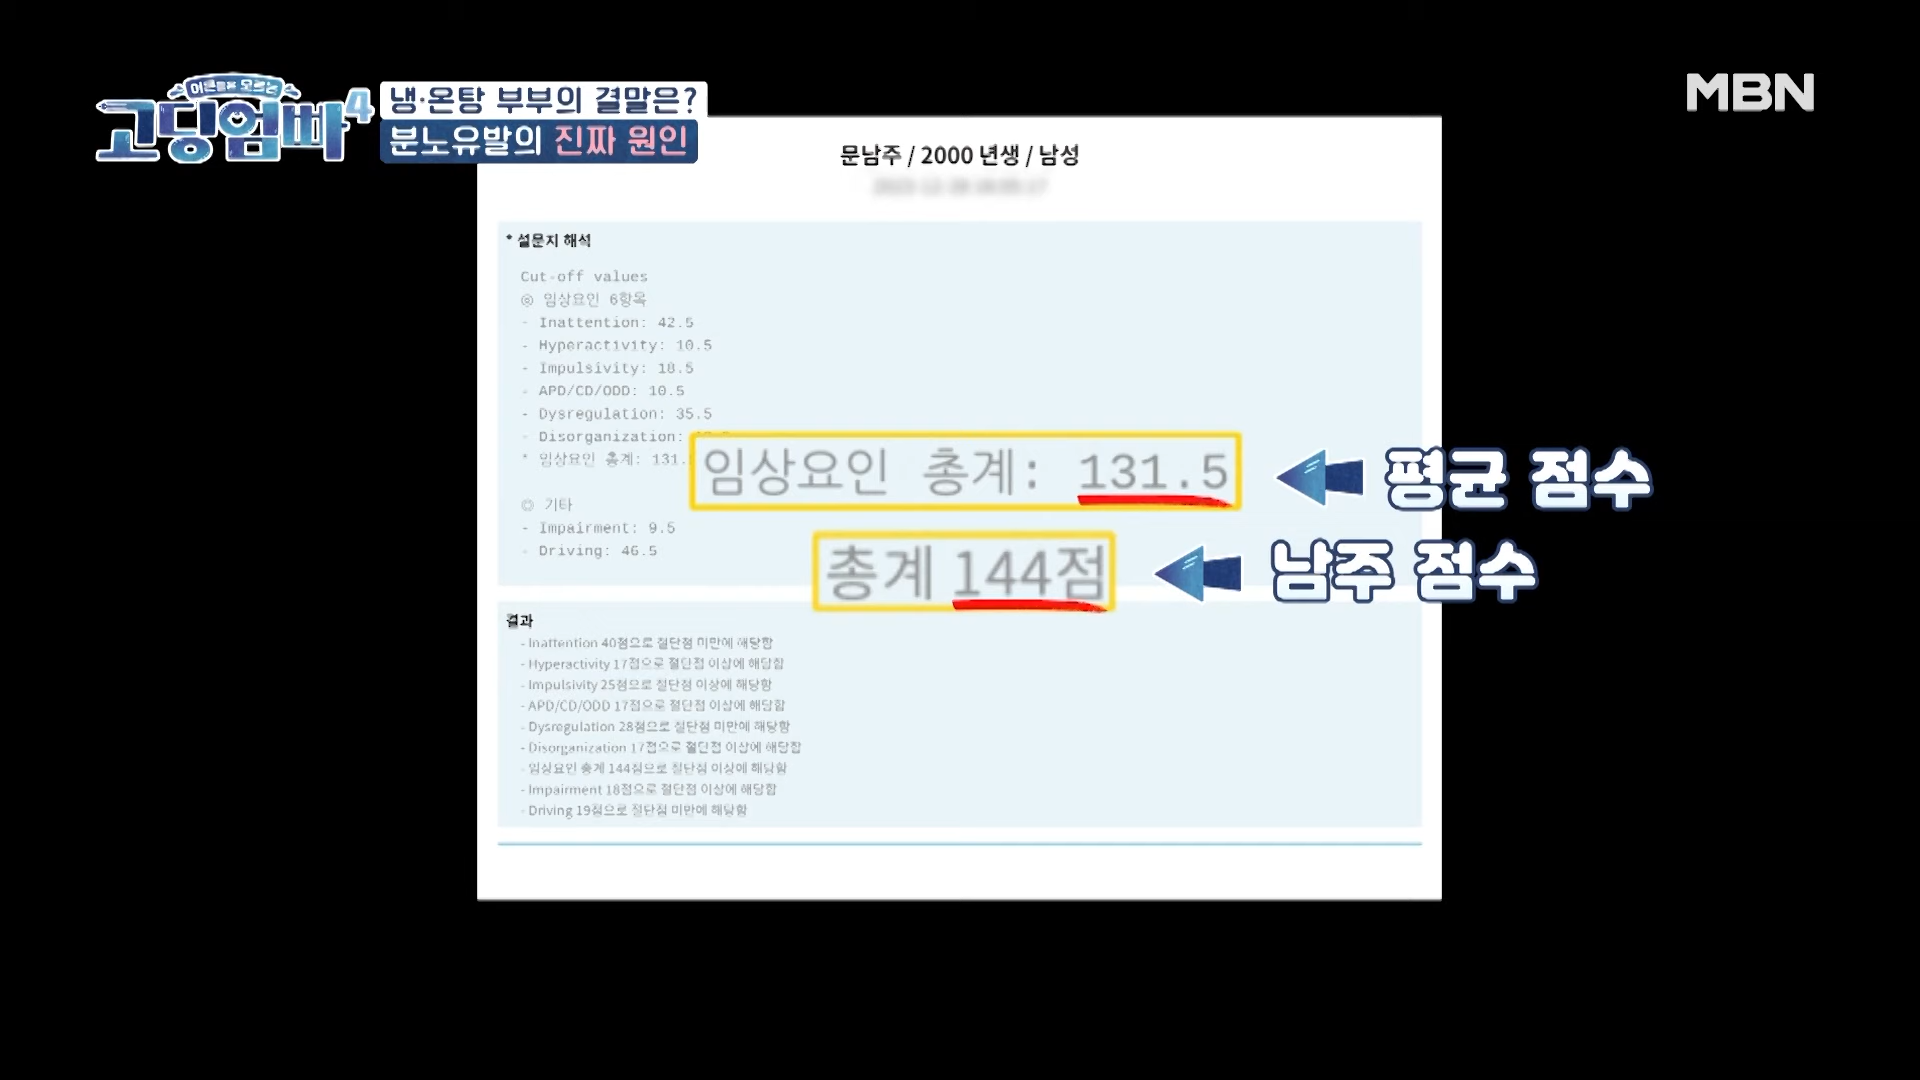 어른들은 모르는
고딩엄빠4
냉·온탕 부부의 결말은?
분노유발의 진짜 원인
MBN
문남주 / 2000 년생 / 남성
* 설문지 해석
Cut-off values
◎ 임상요인 6항목
- Inattention: 42.5
- Hyperactivity: 10.5
- Impulsivity: 18.5
- APD/CD/ODD: 10.5
- Dysregulation: 35.5
- Disorganization:
* 임상요인 총계: 131.
임상요인 총계: 131.5
평균 점수
◎ 기타
- Impairment: 9.5
- Driving: 46.5
총계 144점
남주 점수
결과
- Inattention 40점으로 절단점 미만에 해당함
- Hyperactivity 17점으로 절단점 이상에 해당함
- Impulsivity 25점으로 절단점 이상에 해당함
- APD/CD/ODD 17점으로 절단점 이상에 해당함
- Dysregulation 28점으로 절단점 미만에 해당함
- Disorganization 17점으로 절단점 이상에 해당함
- 임상요인 총계 144점으로 절단점 이상에 해당함
- Impairment 18점으로 절단점 이상에 해당함
- Driving 19점으로 절단점 미만에 해당함